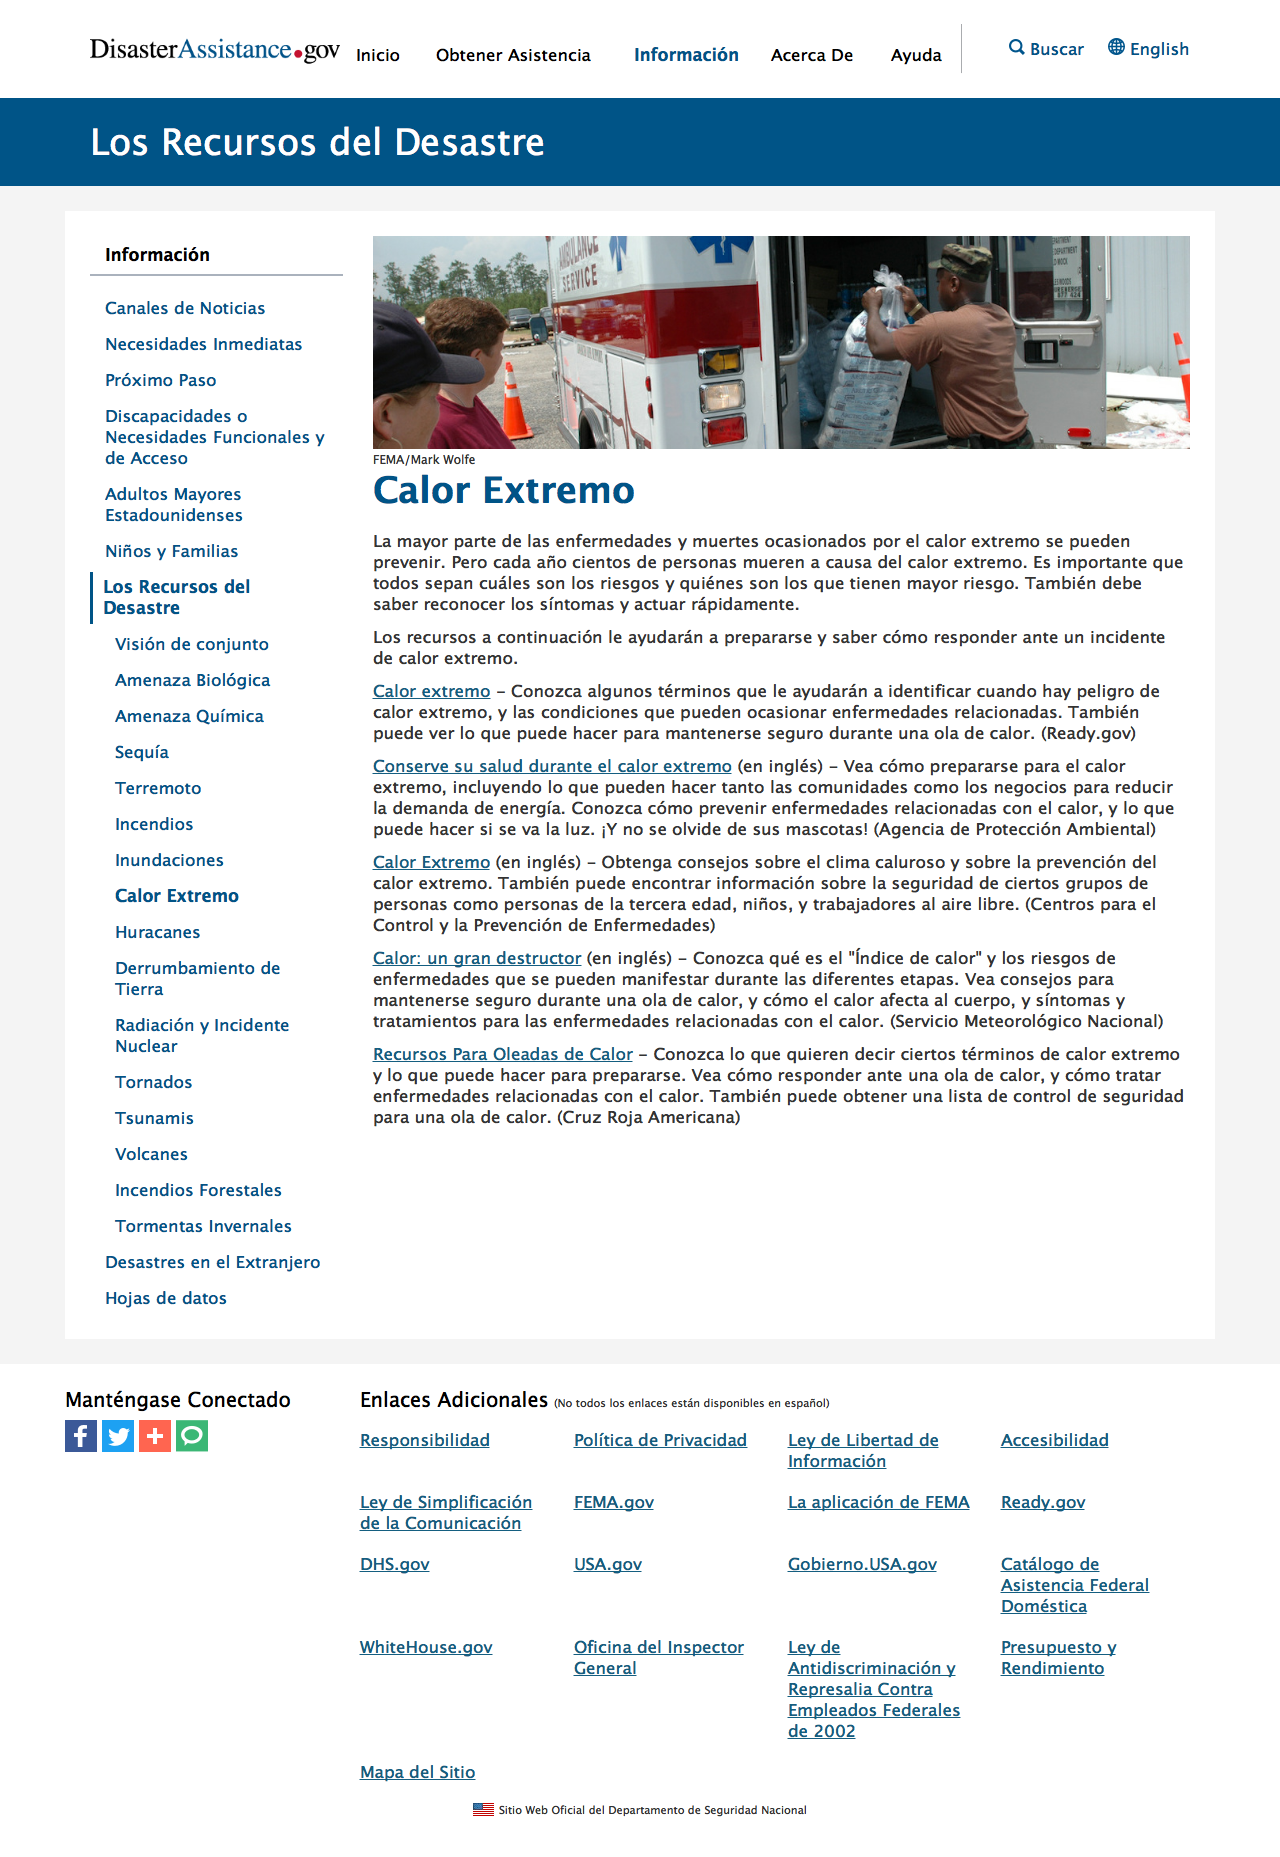 DisasterAssistance.gov
Inicio
Obtener Asistencia
Información
Acerca De
Ayuda
Buscar
English
Los Recursos del Desastre
Información
Canales de Noticias
Necesidades Inmediatas
Próximo Paso
Discapacidades o
Necesidades Funcionales y
de Acceso
Adultos Mayores
Estadounidenses
Niños y Familias
Los Recursos del
Desastre
Visión de conjunto
Amenaza Biológica
Amenaza Química
Sequía
Terremoto
Incendios
Inundaciones
Calor Extremo
Huracanes
Derrumbamiento de
Tierra
Radiación y Incidente
Nuclear
Tornados
Tsunamis
Volcanes
Incendios Forestales
Tormentas Invernales
Desastres en el Extranjero
Hojas de datos
AMBULANCE
SERVICE
FEMA/Mark Wolfe
Calor Extremo
La mayor parte de las enfermedades y muertes ocasionados por el calor extremo se pueden
prevenir. Pero cada año cientos de personas mueren a causa del calor extremo. Es importante que
todos sepan cuáles son los riesgos y quiénes son los que tienen mayor riesgo. También debe
saber reconocer los síntomas y actuar rápidamente.
Los recursos a continuación le ayudarán a prepararse y saber cómo responder ante un incidente
de calor extremo.
Calor extremo – Conozca algunos términos que le ayudarán a identificar cuando hay peligro de
calor extremo, y las condiciones que pueden ocasionar enfermedades relacionadas. También
puede ver lo que puede hacer para mantenerse seguro durante una ola de calor. (Ready.gov)
Conserve su salud durante el calor extremo (en inglés) – Vea cómo prepararse para el calor
extremo, incluyendo lo que pueden hacer tanto las comunidades como los negocios para reducir
la demanda de energía. Conozca cómo prevenir enfermedades relacionadas con el calor, y lo que
puede hacer si se va la luz. ¡Y no se olvide de sus mascotas! (Agencia de Protección Ambiental)
Calor Extremo (en inglés) – Obtenga consejos sobre el clima caluroso y sobre la prevención del
calor extremo. También puede encontrar información sobre la seguridad de ciertos grupos de
personas como personas de la tercera edad, niños, y trabajadores al aire libre. (Centros para el
Control y la Prevención de Enfermedades)
Calor: un gran destructor (en inglés) – Conozca qué es el "Índice de calor" y los riesgos de
enfermedades que se pueden manifestar durante las diferentes etapas. Vea consejos para
mantenerse seguro durante una ola de calor, y cómo el calor afecta al cuerpo, y síntomas y
tratamientos para las enfermedades relacionadas con el calor. (Servicio Meteorológico Nacional)
Recursos Para Oleadas de Calor – Conozca lo que quieren decir ciertos términos de calor extremo
y lo que puede hacer para prepararse. Vea cómo responder ante una ola de calor, y cómo tratar
enfermedades relacionadas con el calor. También puede obtener una lista de control de seguridad
para una ola de calor. (Cruz Roja Americana)
Manténgase Conectado
Enlaces Adicionales (No todos los enlaces están disponibles en español)
Responsibilidad
Política de Privacidad
Ley de Libertad de
Información
Accesibilidad
Ley de Simplificación
de la Comunicación
FEMA.gov
La aplicación de FEMA
Ready.gov
DHS.gov
USA.gov
Gobierno.USA.gov
Catálogo de
Asistencia Federal
Doméstica
WhiteHouse.gov
Oficina del Inspector
General
Ley de
Antidiscriminación y
Represalia Contra
Empleados Federales
de 2002
Presupuesto y
Rendimiento
Mapa del Sitio
Sitio Web Oficial del Departamento de Seguridad Nacional